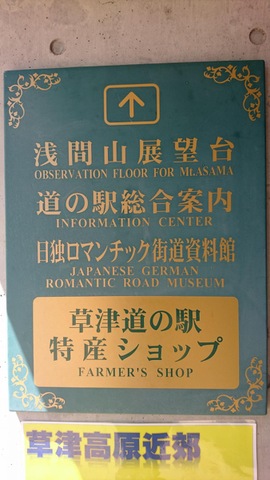 浅間山展望台
OBSERVATION FLOOR FOR Mt.ASAMA
道の駅総合案内
INFORMATION CENTER
日独ロマンチック街道資料館
JAPANESE GERMAN
ROMANTIC ROAD MUSEUM
草津道の駅
特産ショップ
FARMER'S SHOP
草津高原近郊